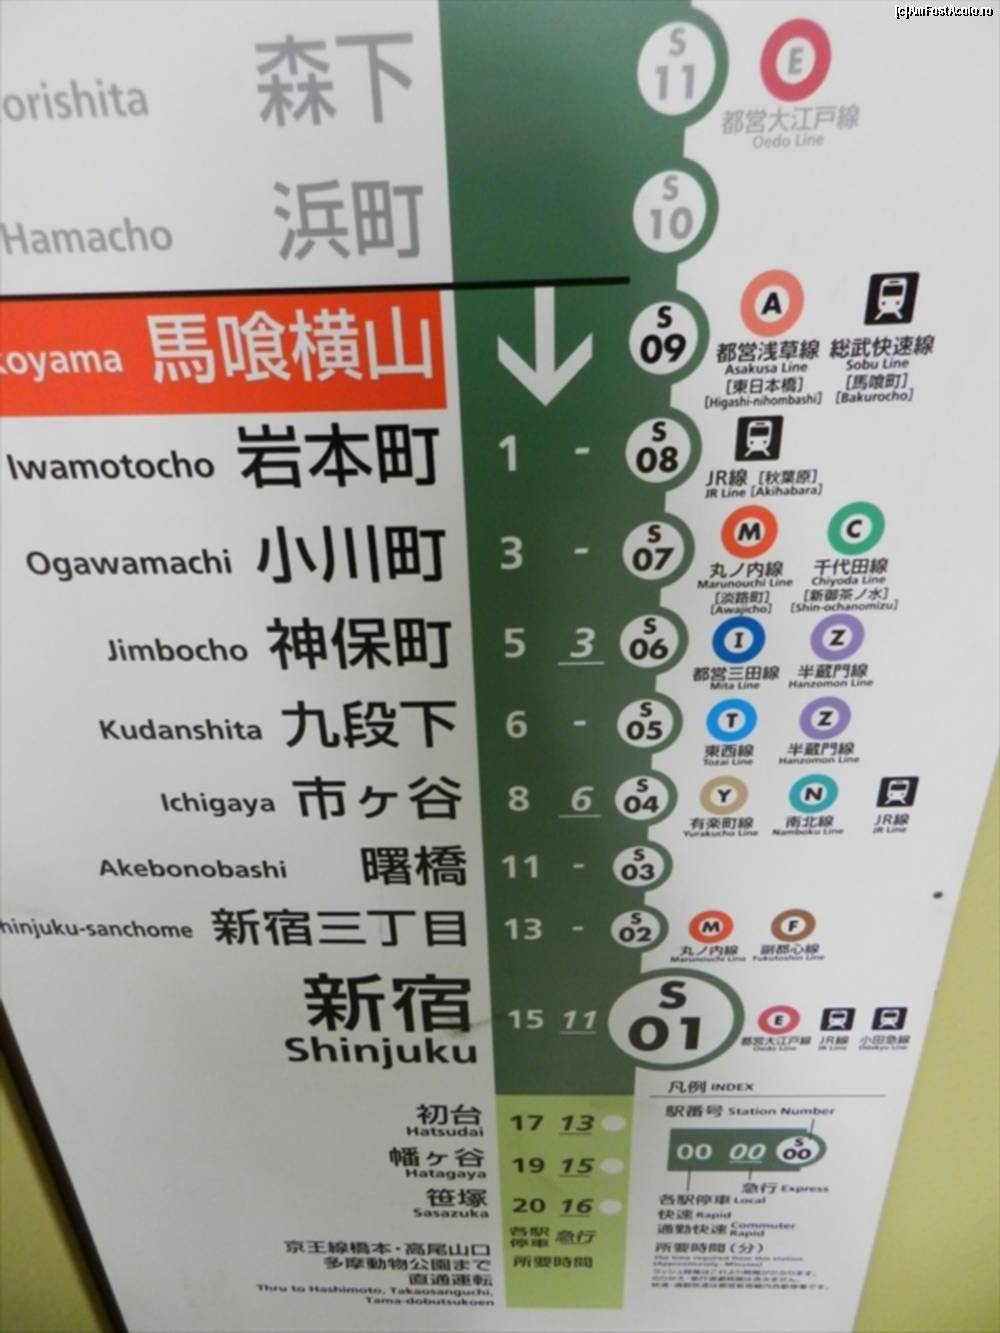 [c]AmFostAcolo.ro
orishita 森下 S 11 E
都営大江戸線
Oedo Line
Hamacho 浜町 S 10
koyama 馬喰横山 S 09 A
都営浅草線 総武快速線
Asakusa Line Sobu Line
[東日本橋] [馬喰町]
[Higashi-nihombashi] [Bakurocho]
Iwamotocho 岩本町 1 - S 08
JR線 [秋葉原]
JR Line [Akihabara]
Ogawamachi 小川町 3 - S 07 M C
丸ノ内線 千代田線
Marunouchi Line Chiyoda Line
[淡路町] [新御茶ノ水]
[Awajicho] [Shin-ochanomizu]
Jimbocho 神保町 5 3 S 06 I Z
都営三田線 半蔵門線
Mita Line Hanzomon Line
Kudanshita 九段下 6 - S 05 T Z
東西線 半蔵門線
Tozai Line Hanzomon Line
Ichigaya 市ヶ谷 8 6 S 04 Y N
有楽町線 南北線 JR線
Yurakucho Line Namboku Line JR Line
Akebonobashi 曙橋 11 - S 03
hinjuku-sanchome 新宿三丁目 13 - S 02 M F
丸ノ内線 副都心線
Marunouchi Line Fukutoshin Line
新宿 15 11 S 01 E
Shinjuku
都営大江戸線 JR線 小田急線
Oedo Line JR Line Odakyu Line
初台 17 13
Hatsudai
幡ヶ谷 19 15
Hatagaya
笹塚 20 16
Sasazuka
各駅停車 急行
所要時間
京王線橋本・高尾山口
多摩動物公園まで
直通運転
Thru to Hashimoto, Takaosanguchi,
Tama-dobutsukoen
凡例 INDEX
駅番号 Station Number
00 00 S 00
急行 Express
各駅停車 Local
快速 Rapid
通勤快速 Commuter Rapid
所要時間（分）
The time required from this station
(Approximately-Minutes)